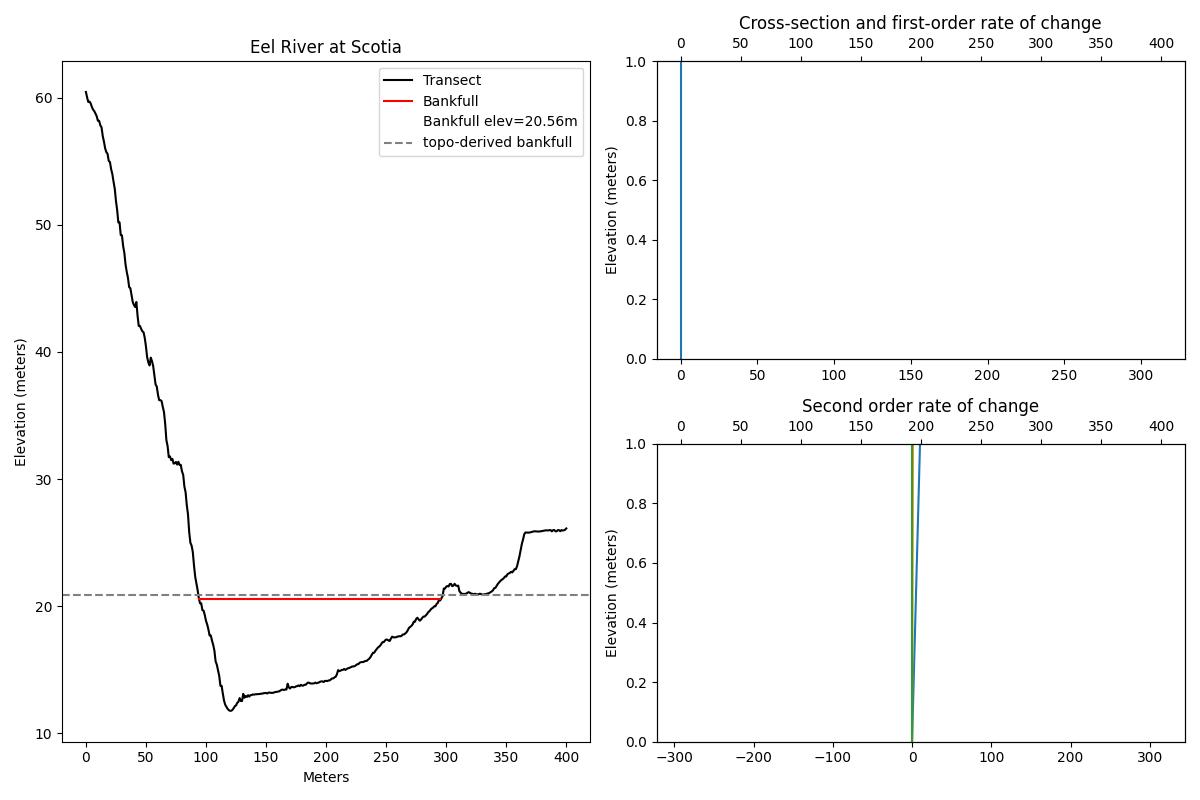 Eel River at Scotia
Transect
Bankfull
Bankfull elev=20.56m
topo-derived bankfull
60
50
40
30
20
10
Elevation (meters)
0 50 100 150 200 250 300 350 400
Meters
Cross-section and first-order rate of change
0 50 100 150 200 250 300 350 400
1.0
0.8
0.6
0.4
0.2
0.0
Elevation (meters)
0 50 100 150 200 250 300
Second order rate of change
0 50 100 150 200 250 300 350 400
1.0
0.8
0.6
0.4
0.2
0.0
Elevation (meters)
−300 −200 −100 0 100 200 300